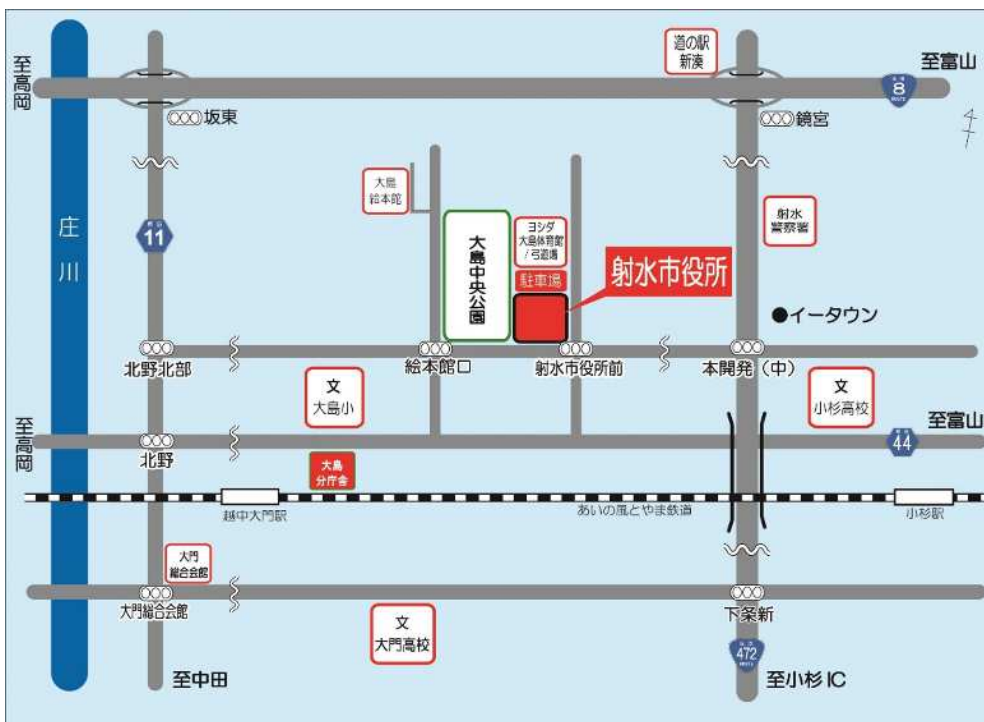 道の駅
新湊
至高岡
至富山
8
ROUTE
坂東
鏡宮
大島
絵本館
射水
警察署
庄川
11
大島中央公園
ヨシダ
大島体育館
/弓道場
駐車場
射水市役所
●イータウン
北野北部
絵本館口
射水市役所前
本開発（中）
文
大島小
文
小杉高校
至高岡
至富山
北野
44
大島
分庁舎
越中大門駅
あいの風とやま鉄道
小杉駅
大門
総合会館
大門総合会館
文
大門高校
下条新
472
ROUTE
至中田
至小杉IC